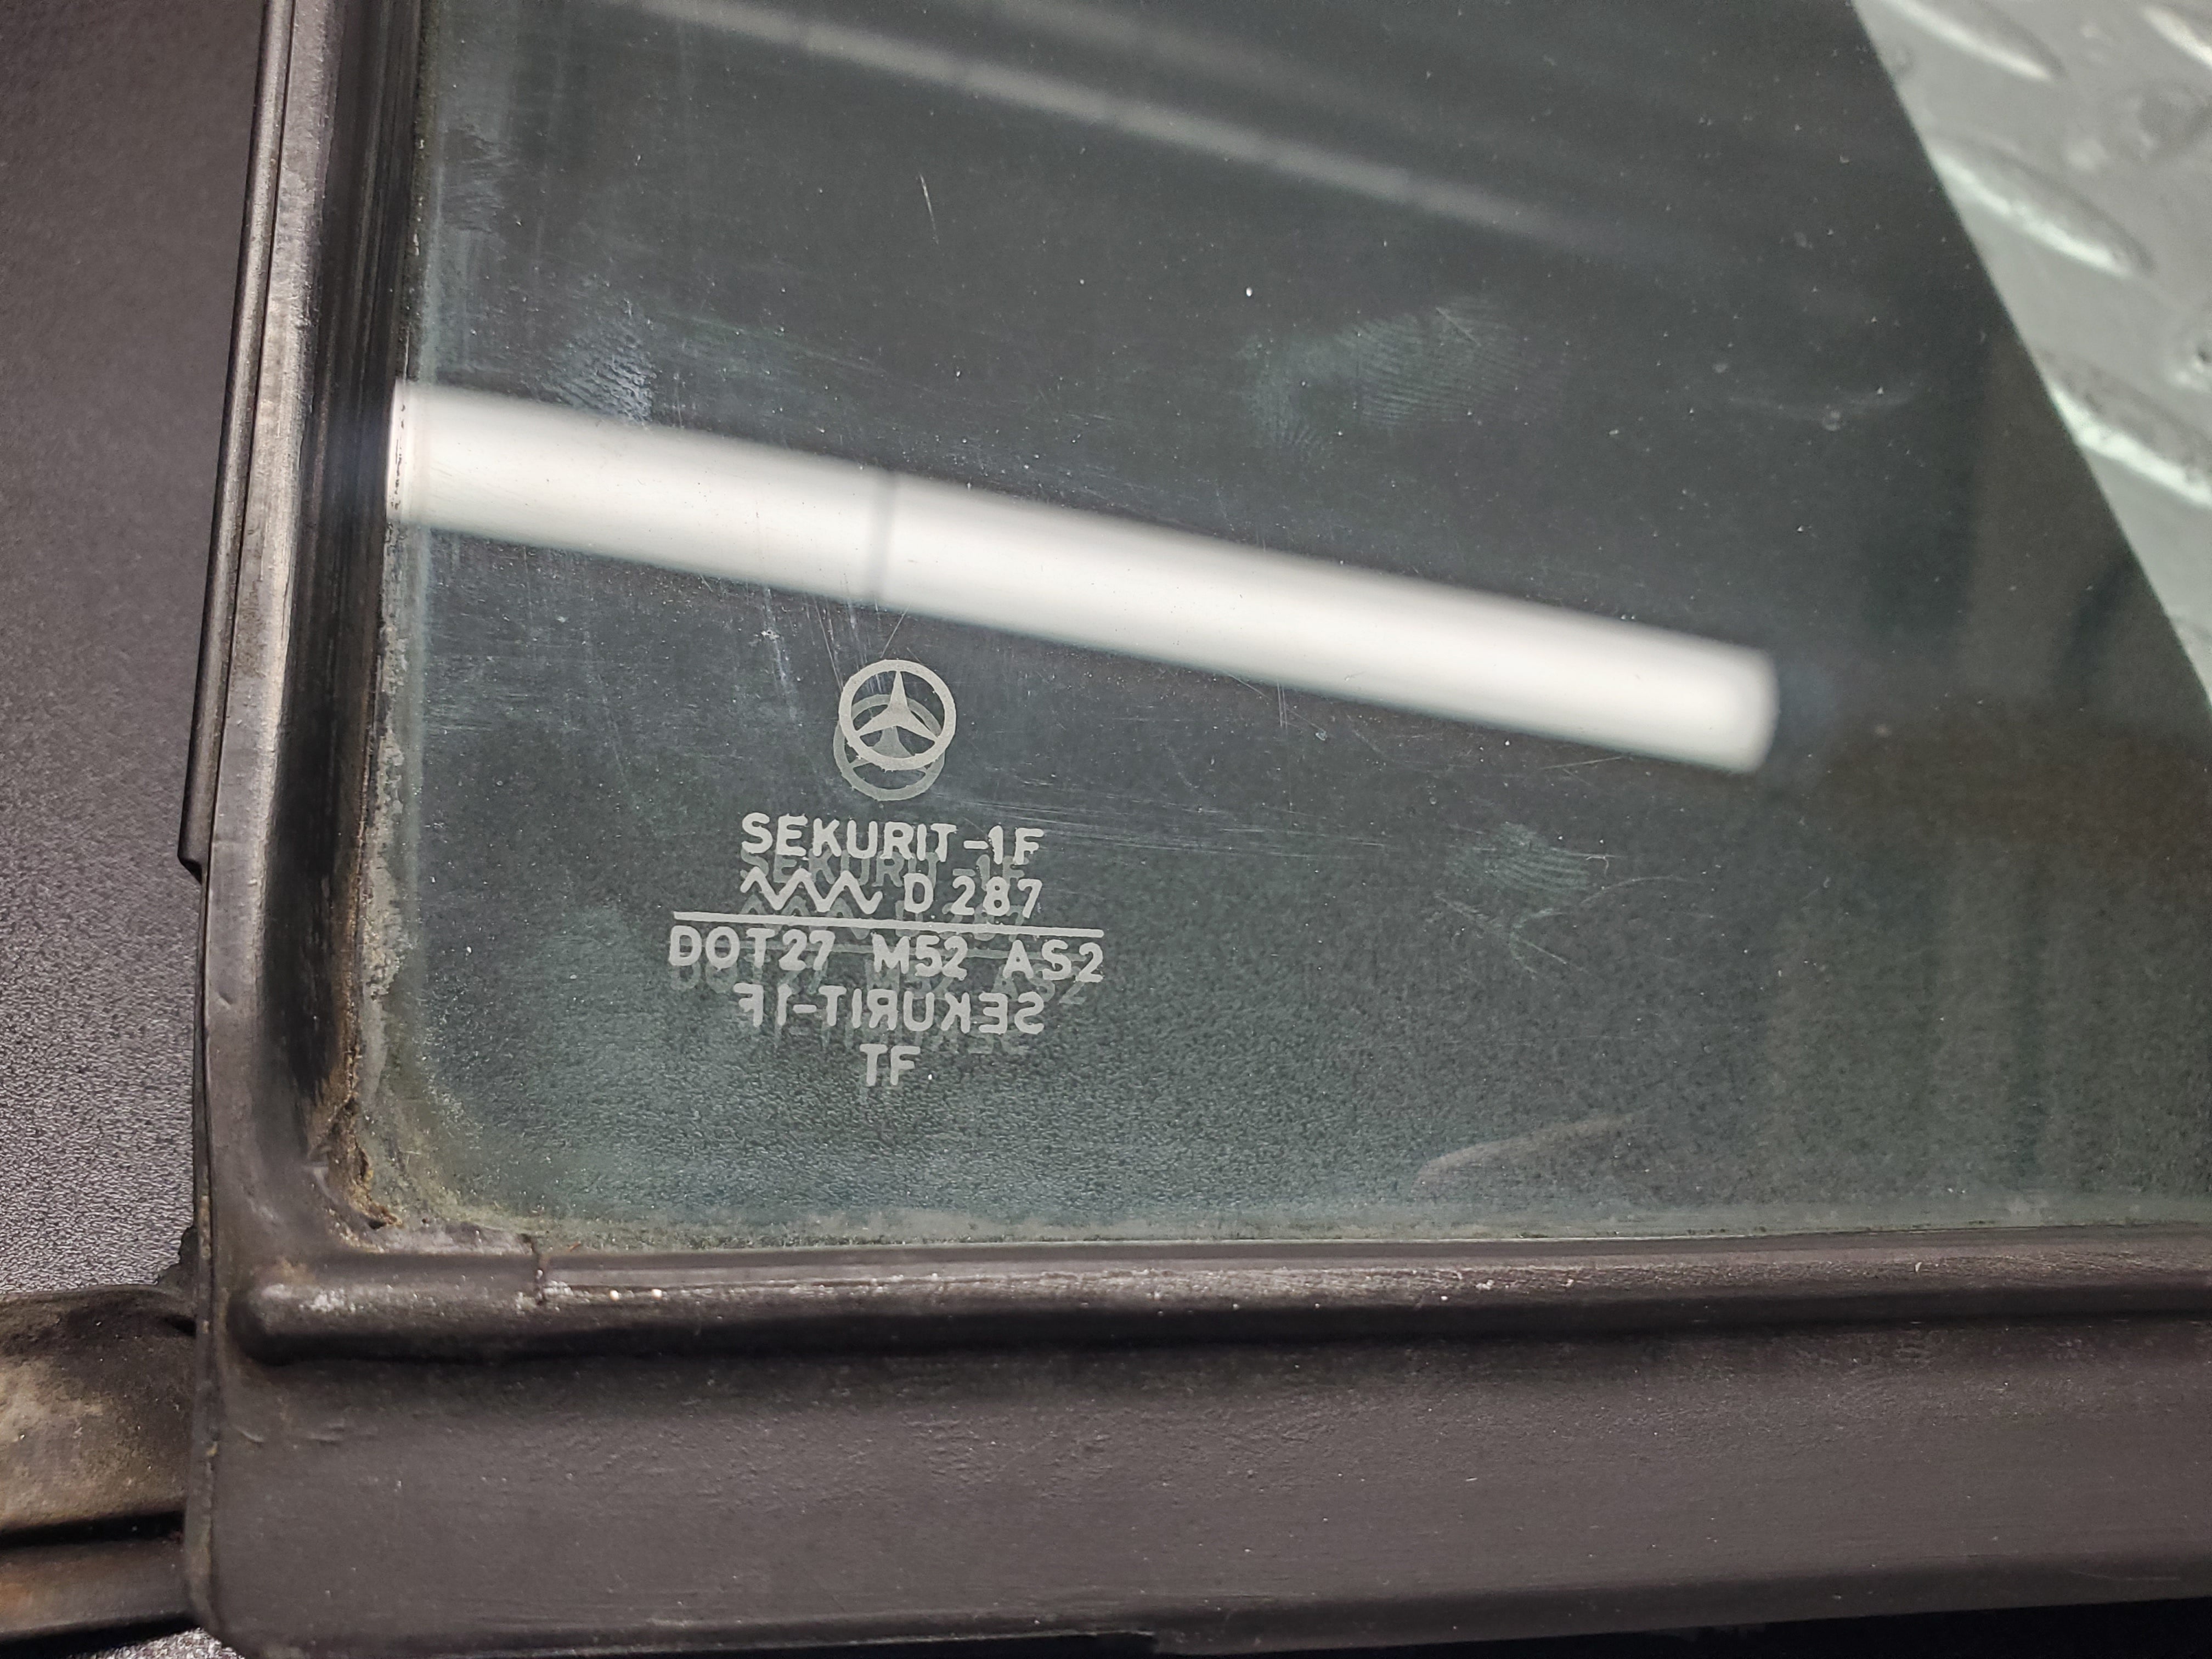 SEKURIT-1F
D 287
DOT27 M52 AS2
SEKURIT-1F
TF